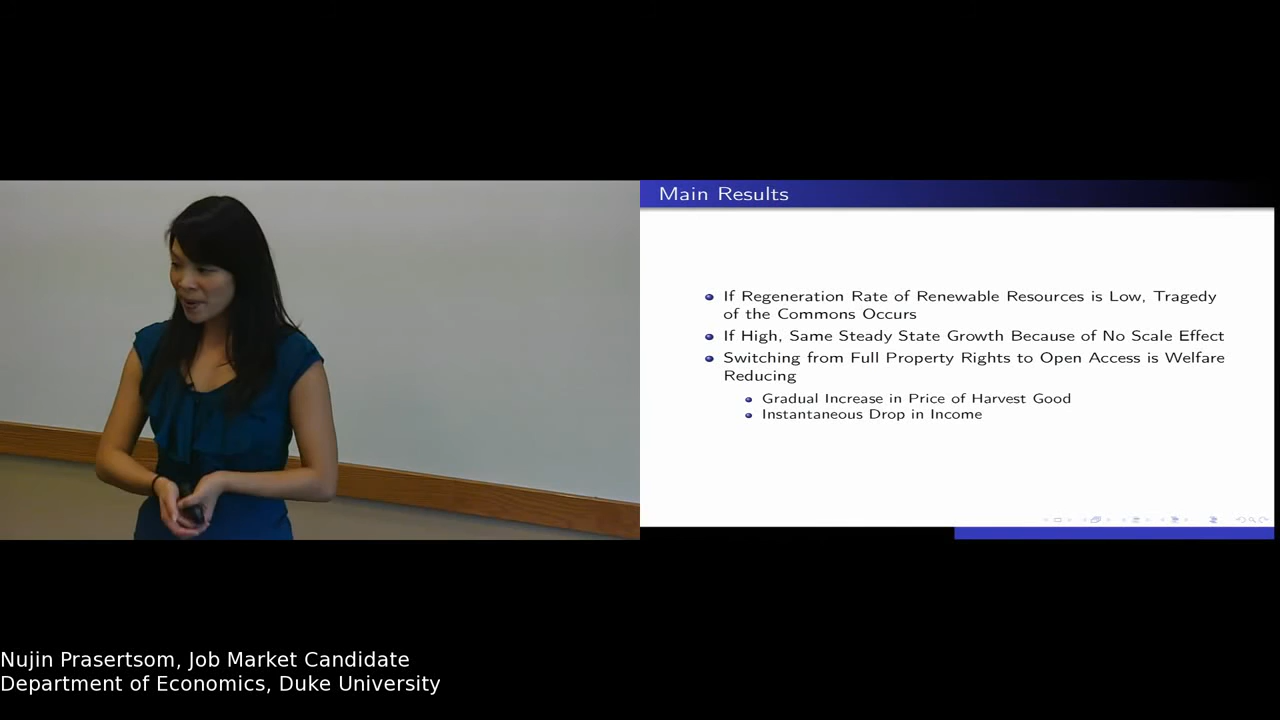 Main Results
If Regeneration Rate of Renewable Resources is Low, Tragedy
of the Commons Occurs
If High, Same Steady State Growth Because of No Scale Effect
Switching from Full Property Rights to Open Access is Welfare
Reducing
Gradual Increase in Price of Harvest Good
Instantaneous Drop in Income
Nujin Prasertsom, Job Market Candidate
Department of Economics, Duke University